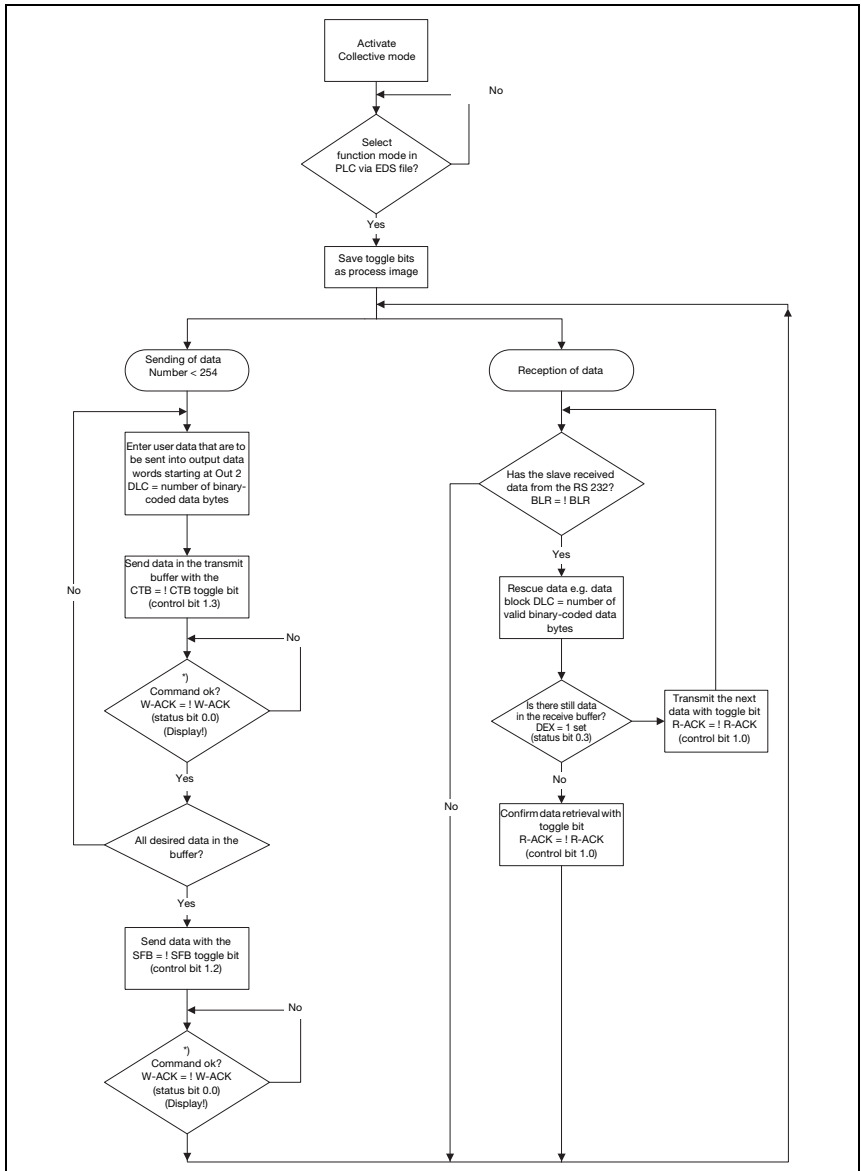 Activate
Collective mode
No
Select
function mode in
PLC via EDS file?
Yes
Save toggle bits
as process image
Sending of data
Number < 254
Enter user data that are to
be sent into output data
words starting at Out 2
DLC = number of binary-
coded data bytes
Send data in the transmit
buffer with the
CTB = ! CTB toggle bit
(control bit 1.3)
No
No
*)
Command ok?
W-ACK = ! W-ACK
(status bit 0.0)
(Display!)
Yes
All desired data in the
buffer?
Yes
Send data with the
SFB = ! SFB toggle bit
(control bit 1.2)
No
*)
Command ok?
W-ACK = ! W-ACK
(status bit 0.0)
(Display!)
Reception of data
Has the slave received
data from the RS 232?
BLR = ! BLR
Yes
Rescue data e.g. data
block DLC = number of
valid binary-coded data
bytes
Is there still data
in the receive buffer?
DEX = 1 set
(status bit 0.3)
Transmit the next
data with toggle bit
R-ACK = ! R-ACK
(control bit 1.0)
No
No
Confirm data retrieval with
toggle bit
R-ACK = ! R-ACK
(control bit 1.0)